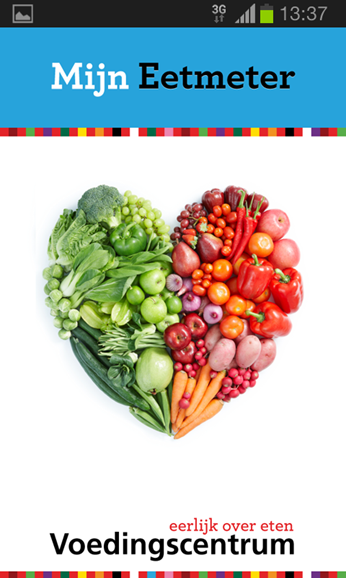 3G 13:37
Mijn Eetmeter
eerlijk over eten
Voedingscentrum